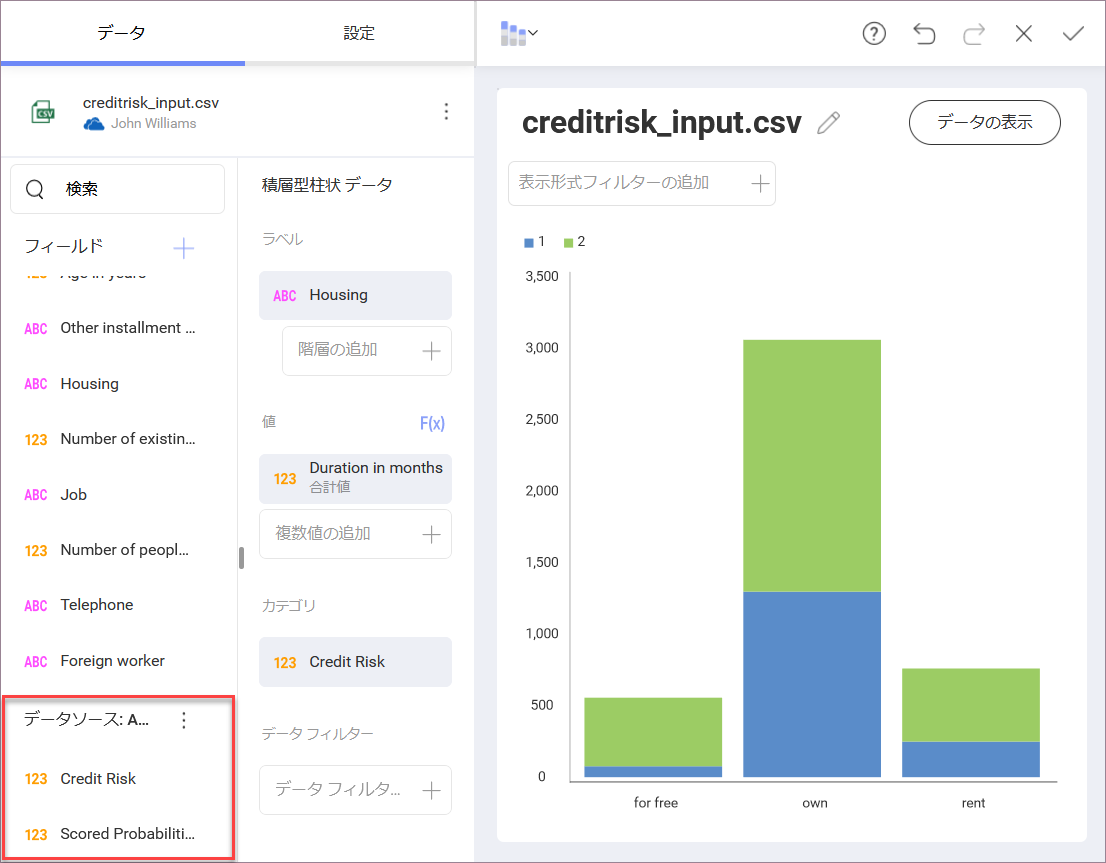 データ
設定
creditrisk_input.csv
CSV
John Williams
検索
フィールド
123 Age in years
ABC Other installment ...
ABC Housing
123 Number of existin...
ABC Job
123 Number of peopl...
ABC Telephone
ABC Foreign worker
データソース: A...
123 Credit Risk
123 Scored Probabiliti...
積層型柱状 データ
ラベル
ABC Housing
階層の追加
値
F(x)
123 Duration in months
合計値
複数値の追加
カテゴリ
123 Credit Risk
データ フィルター
データ フィルタ...
?
creditrisk_input.csv
データの表示
表示形式フィルターの追加
1 2
3,500
3,000
2,500
2,000
1,500
1,000
500
0
for free own rent